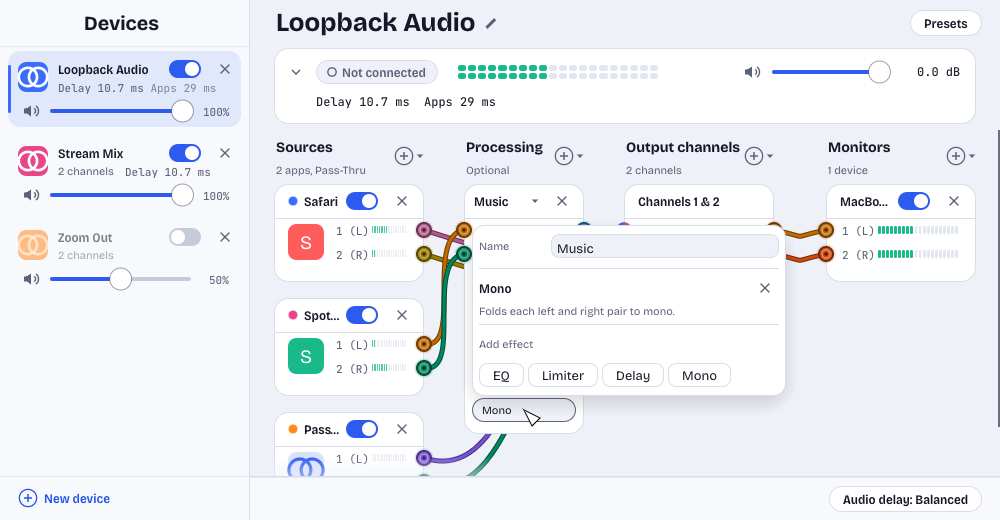 Devices
Loopback Audio
Delay 10.7 ms Apps 29 ms
100%
Stream Mix
2 channels Delay 10.7 ms
100%
Zoom Out
2 channels
50%
New device
Loopback Audio
Presets
Not connected
0.0 dB
Delay 10.7 ms Apps 29 ms
Sources
2 apps, Pass-Thru
Processing
Optional
Output channels
2 channels
Monitors
1 device
Safari
S
1 (L)
2 (R)
Spot...
S
1 (L)
2 (R)
Pass...
1 (L)
Music
Channels 1 & 2
MacBo...
1 (L)
2 (R)
Name
Music
Mono
Folds each left and right pair to mono.
Add effect
EQ
Limiter
Delay
Mono
Mono
Audio delay: Balanced